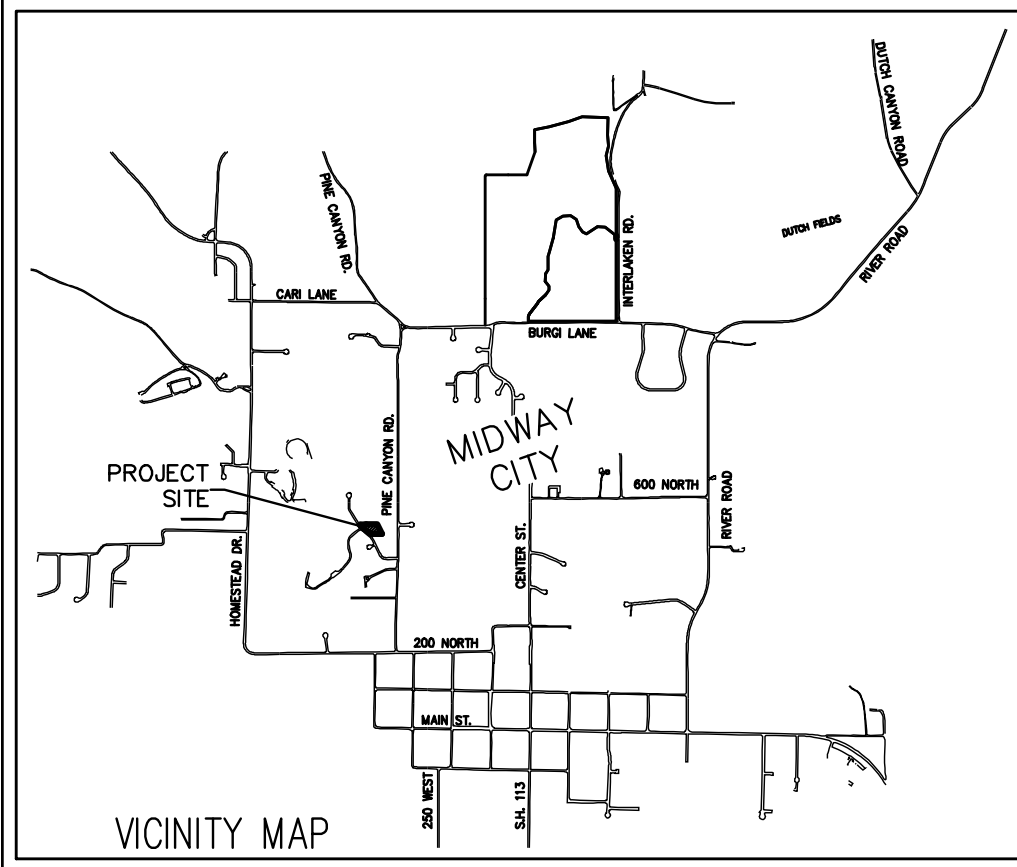 DUTCH CANYON ROAD
PINE CANYON RD.
DUTCH FIELDS
INTERLAKEN RD.
RIVER ROAD
CARI LANE
BURGI LANE
MIDWAY
CITY
PINE CANYON RD.
PROJECT
SITE
600 NORTH
RIVER ROAD
CENTER ST.
HOMESTEAD DR.
200 NORTH
MAIN ST.
250 WEST
S.H. 113
VICINITY MAP